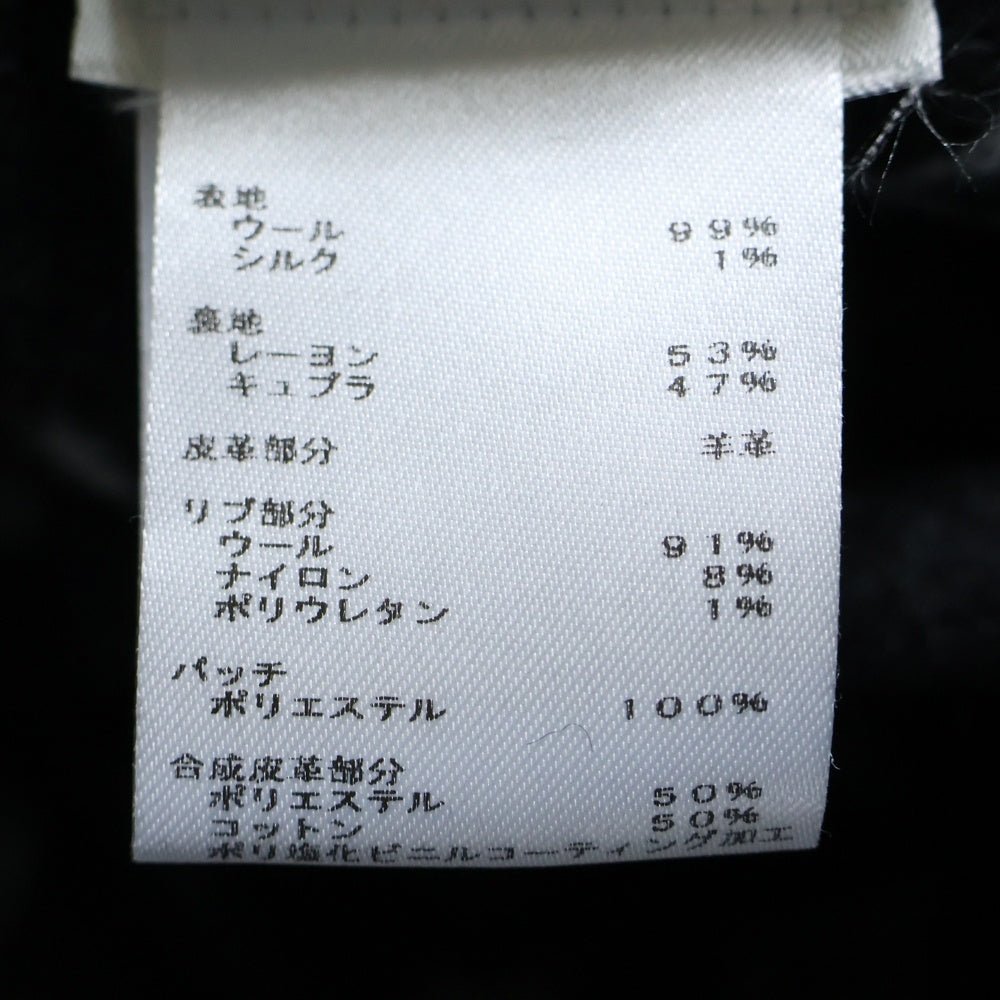 表地
ウール 99%
シルク 1%
裏地
レーヨン 53%
キュプラ 47%
皮革部分 羊革
リブ部分
ウール 91%
ナイロン 8%
ポリウレタン 1%
パッチ
ポリエステル 100%
合成皮革部分
ポリエステル 50%
コットン 50%
ポリ塩化ビニルコーティング加工